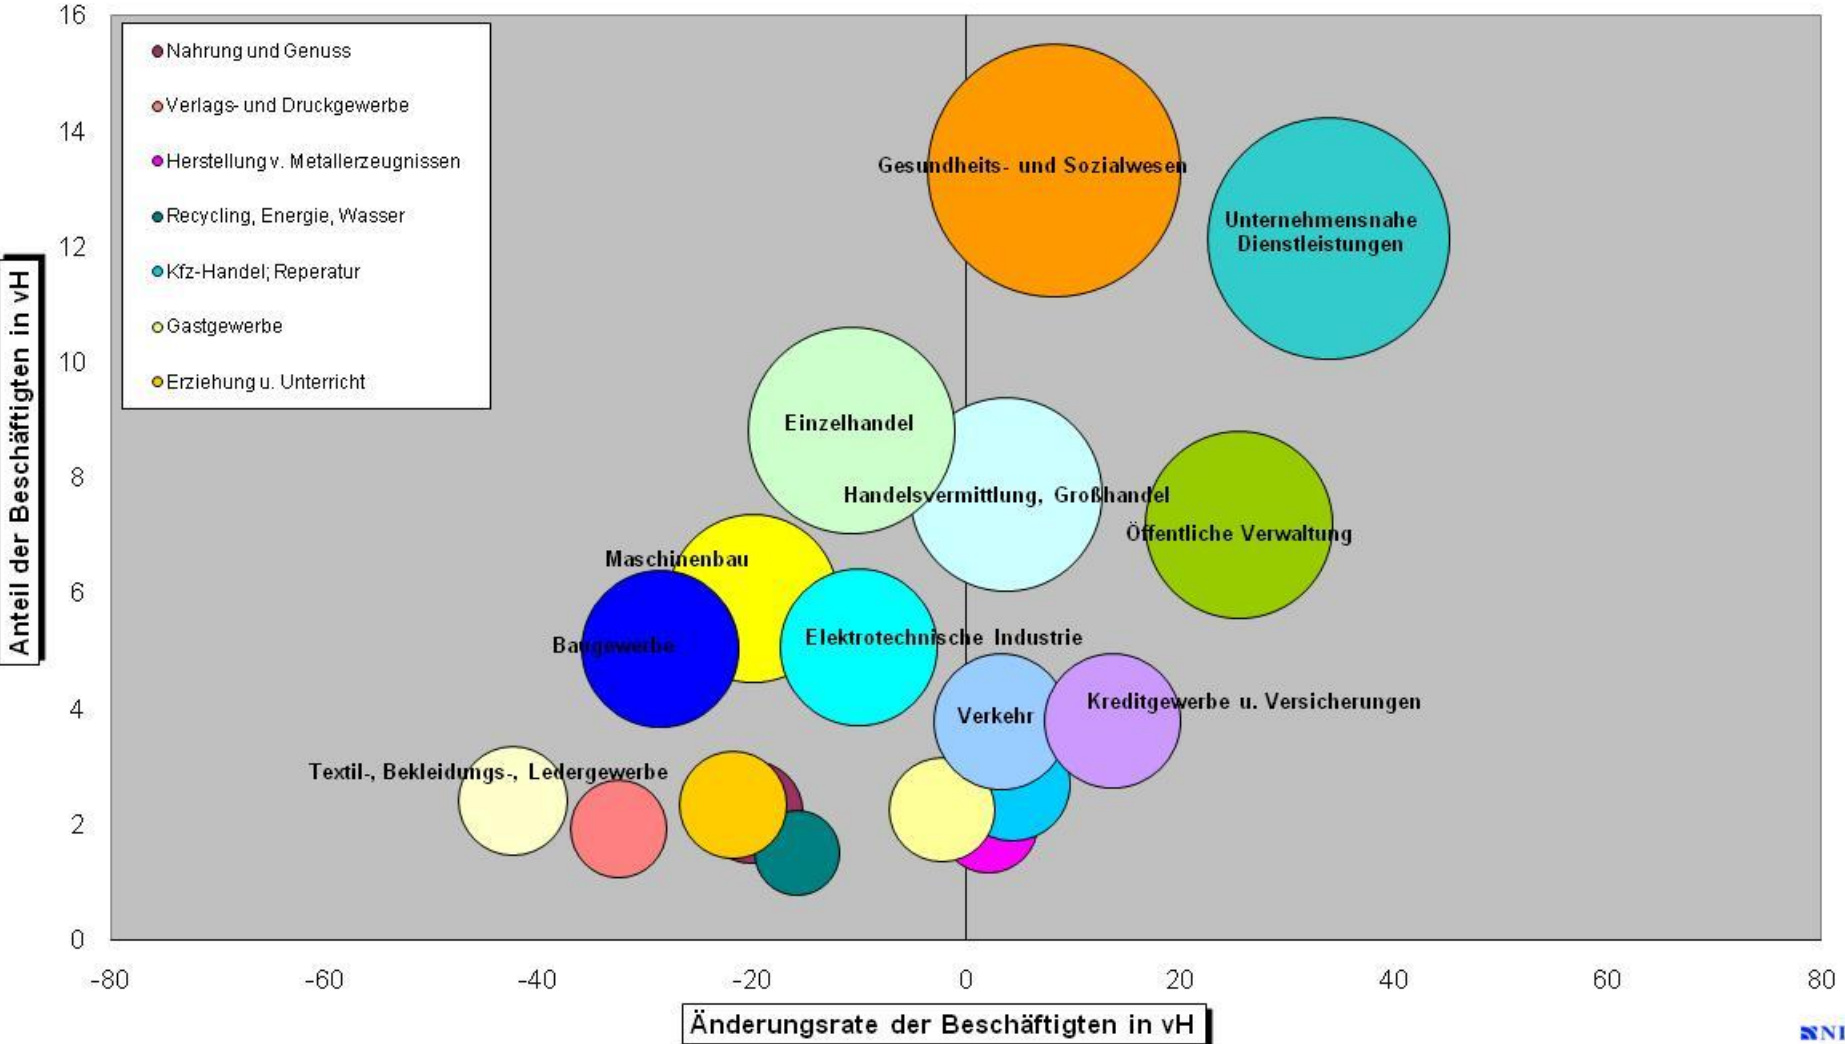 16
14
12
10
8
6
4
2
0
Anteil der Beschäftigten in vH
Nahrung und Genuss
Verlags- und Druckgewerbe
Herstellung v. Metallerzeugnissen
Recycling, Energie, Wasser
Kfz-Handel; Reperatur
Gastgewerbe
Erziehung u. Unterricht
Gesundheits- und Sozialwesen
Unternehmensnahe
Dienstleistungen
Einzelhandel
Handelsvermittlung, Großhandel
Öffentliche Verwaltung
Maschinenbau
Elektrotechnische Industrie
Baugewerbe
Kreditgewerbe u. Versicherungen
Verkehr
Textil-, Bekleidungs-, Ledergewerbe
-80 -60 -40 -20 0 20 40 60 80
Änderungsrate der Beschäftigten in vH